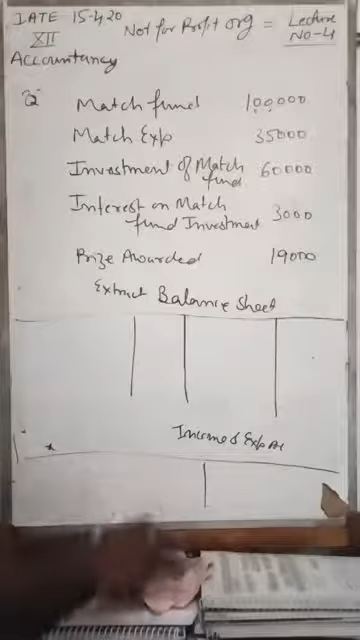 DATE 15-4-20
XII
Accountancy
Not for Profit org = Lecture
NO-4
Q
Match fund 100000
Match Exp 35000
Investment of Match
fund 60000
Interest on Match
fund Investment 3000
Prize Awarded 19000
Extract Balance Sheet
Income & Exp Ac